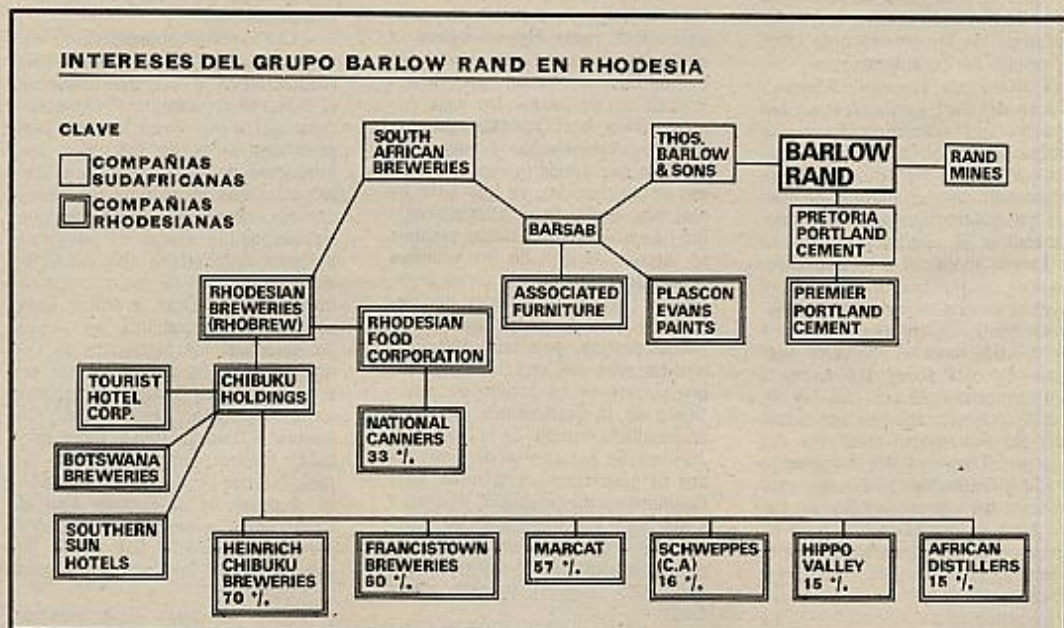 INTERESES DEL GRUPO BARLOW RAND EN RHODESIA
CLAVE
COMPAÑIAS
SUDAFRICANAS
COMPAÑIAS
RHODESIANAS
SOUTH
AFRICAN
BREWERIES
THOS.
BARLOW
& SONS
BARLOW
RAND
RAND
MINES
BARSAB
PRETORIA
PORTLAND
CEMENT
RHODESIAN
BREWERIES
(RHOBREW)
ASSOCIATED
FURNITURE
PLASCON
EVANS
PAINTS
PREMIER
PORTLAND
CEMENT
RHODESIAN
FOOD
CORPORATION
TOURIST
HOTEL
CORP.
CHIBUKU
HOLDINGS
NATIONAL
CANNERS
33 %.
BOTSWANA
BREWERIES
SOUTHERN
SUN
HOTELS
HEINRICH
CHIBUKU
BREWERIES
70 %.
FRANCISTOWN
BREWERIES
60 %.
MARCAT
57 %.
SCHWEPPES
(C.A)
16 %.
HIPPO
VALLEY
15 %.
AFRICAN
DISTILLERS
15 %.